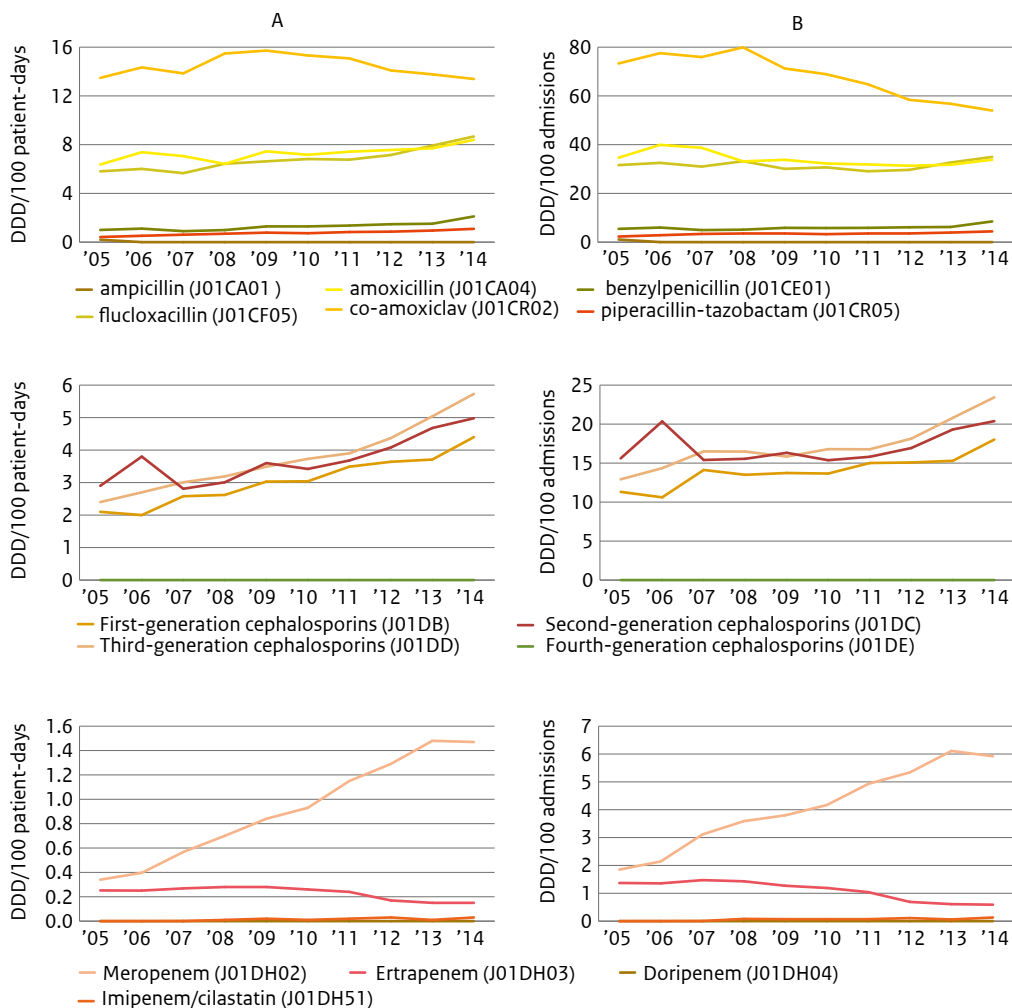 A
B
DDD/100 patient-days
16
12
8
4
0
'05 '06 '07 '08 '09 '10 '11 '12 '13 '14
DDD/100 admissions
80
60
40
20
0
'05 '06 '07 '08 '09 '10 '11 '12 '13 '14
ampicillin (J01CA01 )
amoxicillin (J01CA04)
benzylpenicillin (J01CE01)
flucloxacillin (J01CF05)
co-amoxiclav (J01CR02)
piperacillin-tazobactam (J01CR05)
DDD/100 patient-days
6
5
4
3
2
1
0
'05 '06 '07 '08 '09 '10 '11 '12 '13 '14
DDD/100 admissions
25
20
15
10
5
0
'05 '06 '07 '08 '09 '10 '11 '12 '13 '14
First-generation cephalosporins (J01DB)
Second-generation cephalosporins (J01DC)
Third-generation cephalosporins (J01DD)
Fourth-generation cephalosporins (J01DE)
DDD/100 patient-days
1.6
1.4
1.2
1.0
0.8
0.6
0.4
0.2
0.0
'05 '06 '07 '08 '09 '10 '11 '12 '13 '14
DDD/100 admissions
7
6
5
4
3
2
1
0
'05 '06 '07 '08 '09 '10 '11 '12 '13 '14
Meropenem (J01DH02)
Ertrapenem (J01DH03)
Doripenem (J01DH04)
Imipenem/cilastatin (J01DH51)